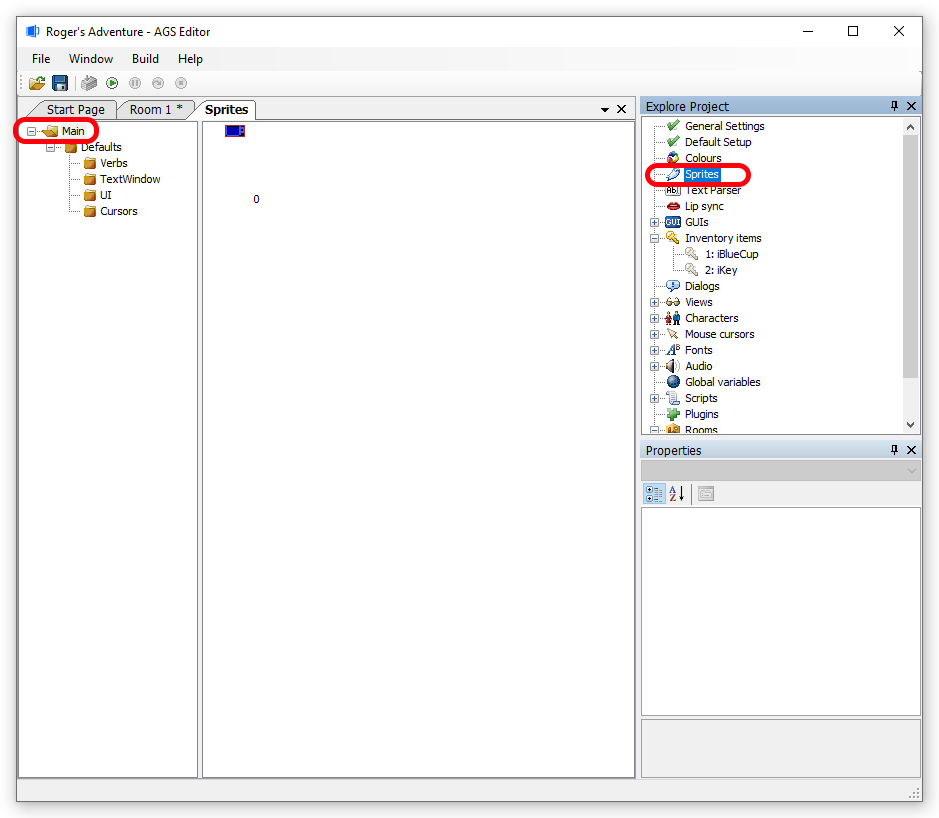 Roger's Adventure - AGS Editor
File Window Build Help
Start Page Room 1 * Sprites
Main
Defaults
Verbs
TextWindow
UI
Cursors
0
Explore Project
General Settings
Default Setup
Colours
Sprites
Text Parser
Lip sync
GUIs
Inventory items
1: iBlueCup
2: iKey
Dialogs
Views
Characters
Mouse cursors
Fonts
Audio
Global variables
Scripts
Plugins
Rooms
Properties